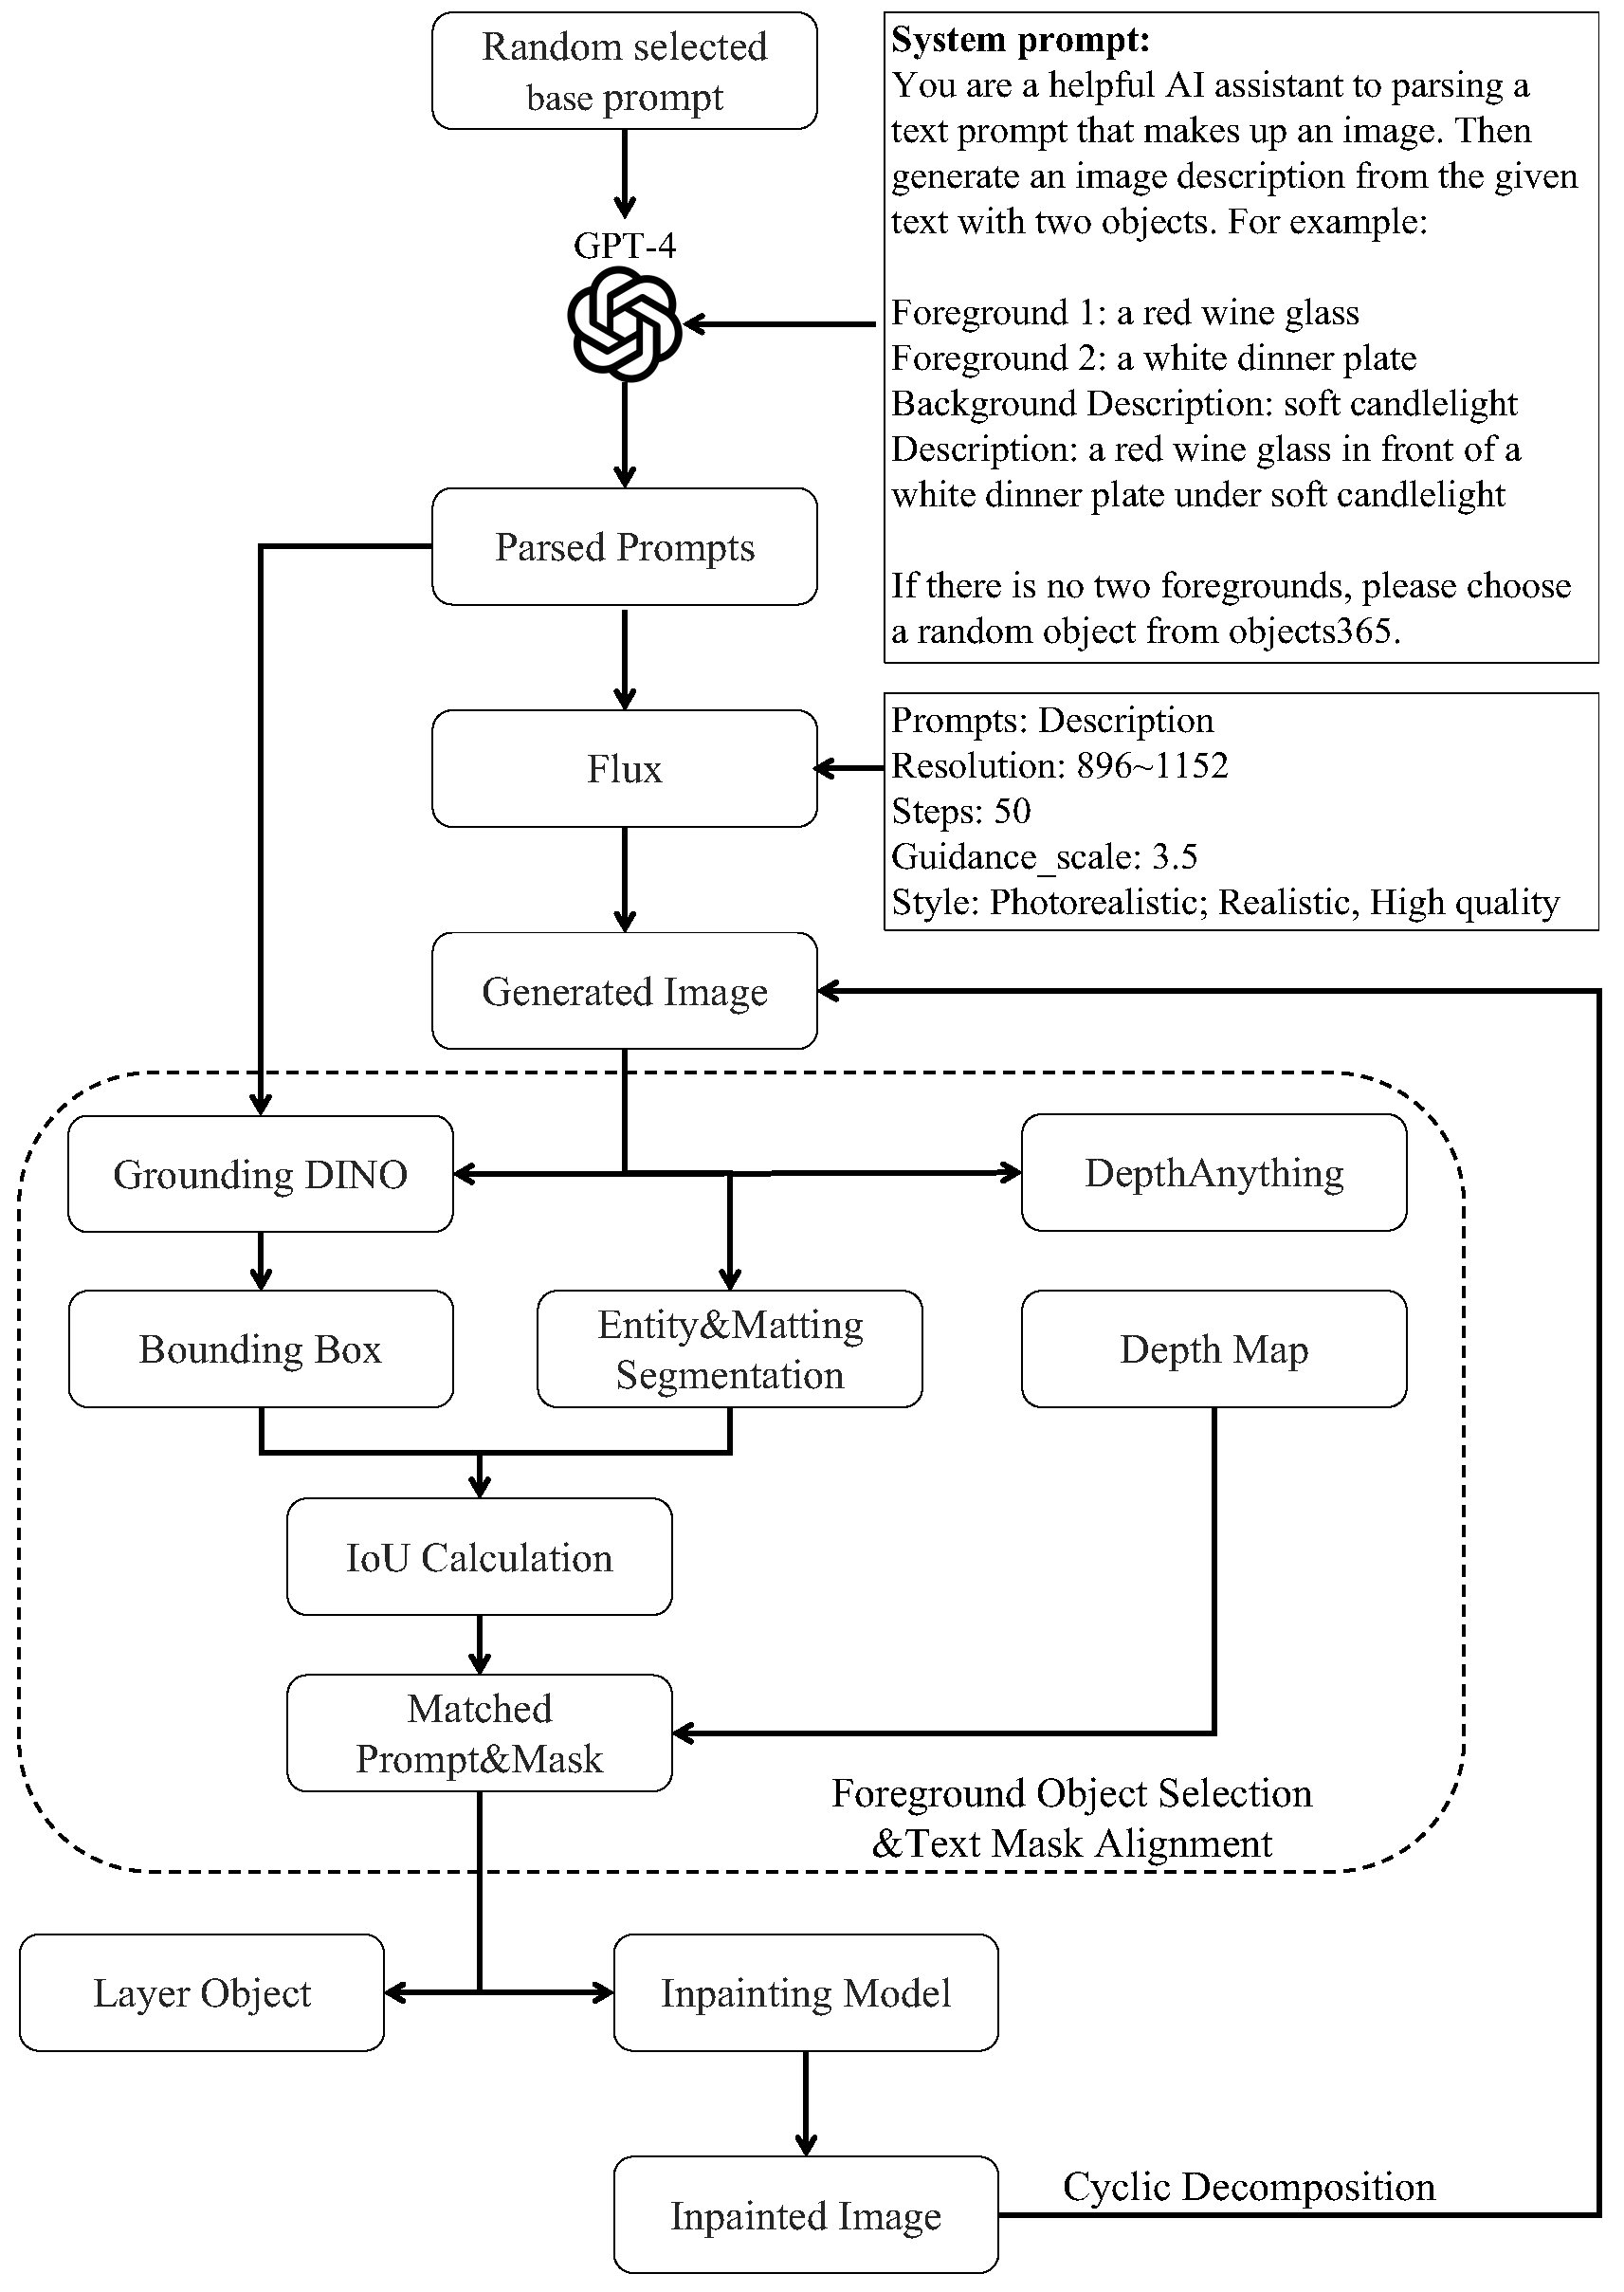 Random selected
base prompt
GPT-4
System prompt:
You are a helpful AI assistant to parsing a
text prompt that makes up an image. Then
generate an image description from the given
text with two objects. For example:
Foreground 1: a red wine glass
Foreground 2: a white dinner plate
Background Description: soft candlelight
Description: a red wine glass in front of a
white dinner plate under soft candlelight
If there is no two foregrounds, please choose
a random object from objects365.
Parsed Prompts
Flux
Prompts: Description
Resolution: 896~1152
Steps: 50
Guidance_scale: 3.5
Style: Photorealistic; Realistic, High quality
Generated Image
Grounding DINO
DepthAnything
Bounding Box
Entity&Matting
Segmentation
Depth Map
IoU Calculation
Matched
Prompt&Mask
Foreground Object Selection
&Text Mask Alignment
Layer Object
Inpainting Model
Inpainted Image
Cyclic Decomposition